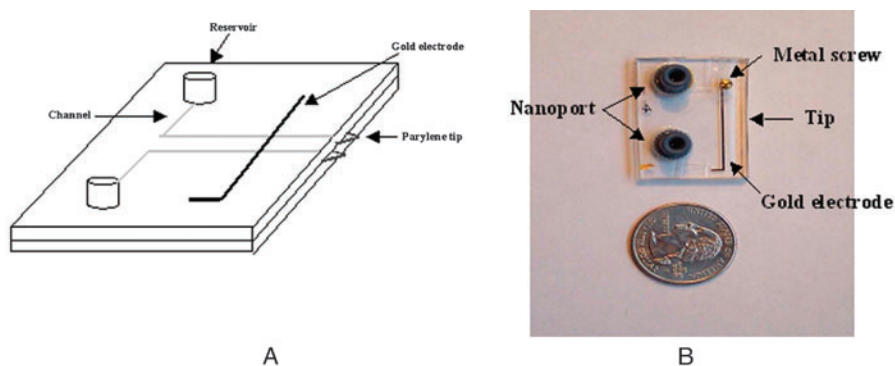 Reservoir
Gold electrode
Channel
Parylene tip
A
Metal screw
Nanoport
Tip
Gold electrode
B